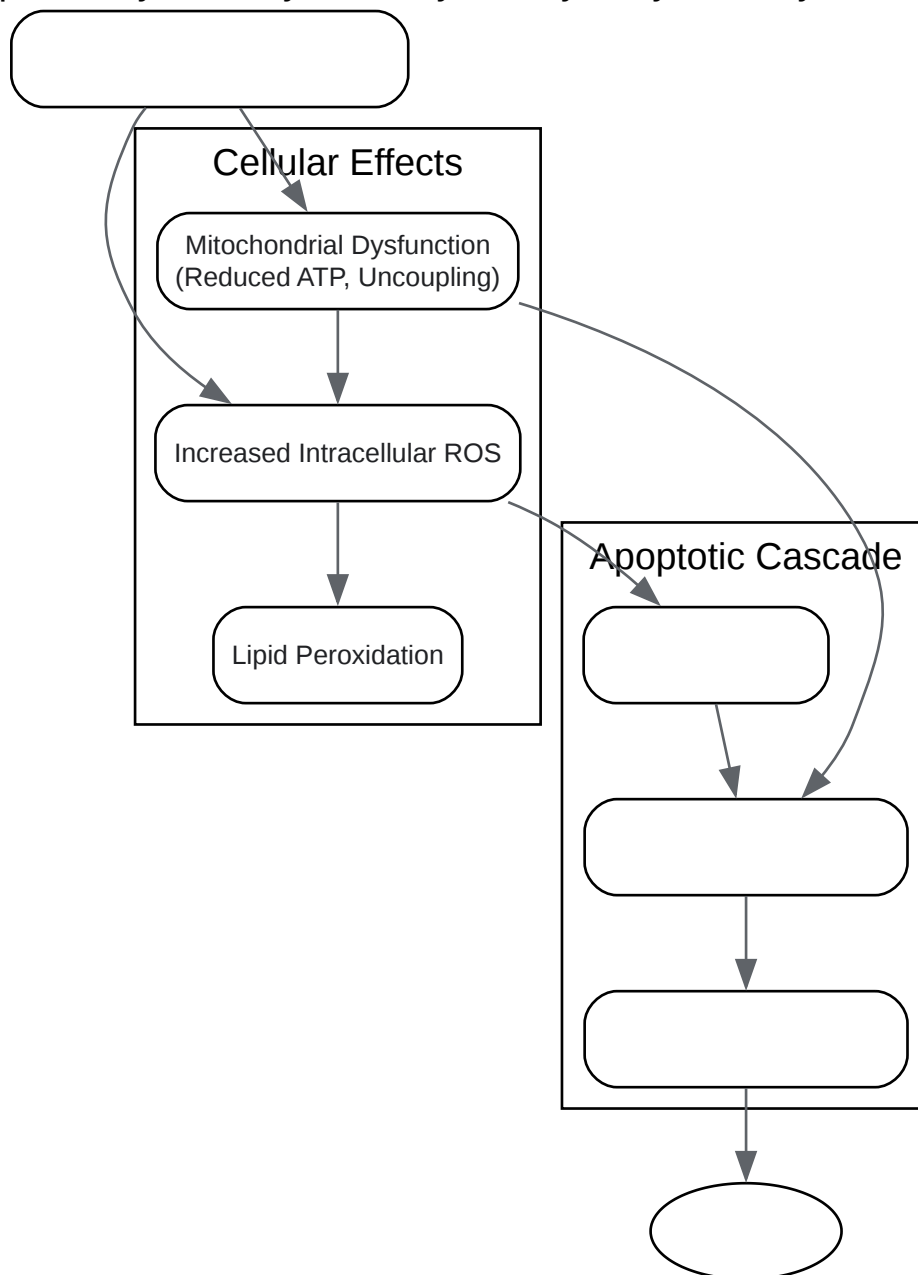 Cellular Effects
Mitochondrial Dysfunction
(Reduced ATP, Uncoupling)
Increased Intracellular ROS
Apoptotic Cascade
Lipid Peroxidation